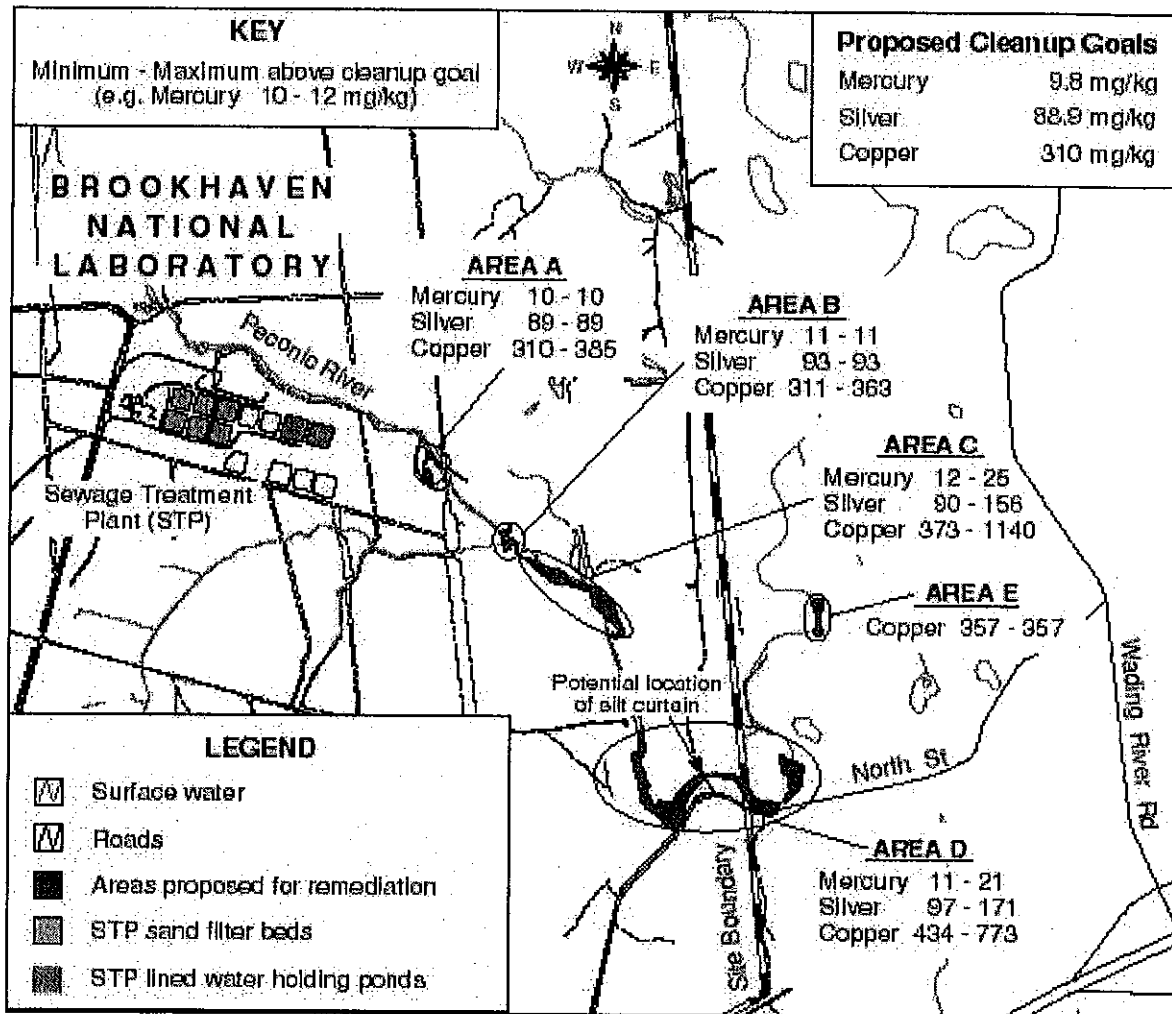 KEY
Minimum - Maximum above cleanup goal
(e.g. Mercury 10 - 12 mg/kg)
N
W E
S
Proposed Cleanup Goals
Mercury 9.8 mg/kg
Silver 88.9 mg/kg
Copper 310 mg/kg
BROOKHAVEN
NATIONAL
LABORATORY
AREA A
Mercury 10 - 10
Silver 89 - 89
Copper 310 - 385
Peconic River
AREA B
Mercury 11 - 11
Silver 93 - 93
Copper 311 - 363
AREA C
Mercury 12 - 25
Silver 90 - 156
Copper 373 - 1140
Sewage Treatment
Plant (STP)
AREA E
Copper 357 - 357
Wading River Rd
Potential location
of silt curtain
North St
Site Boundary
AREA D
Mercury 11 - 21
Silver 97 - 171
Copper 434 - 773
LEGEND
Surface water
Roads
Areas proposed for remediation
STP sand filter beds
STP lined water holding ponds